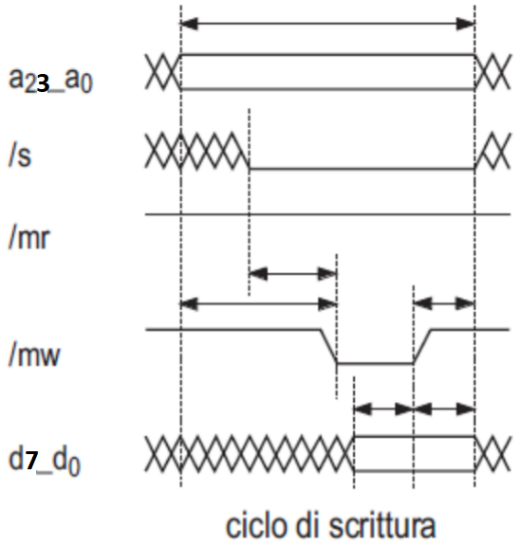 a23_a0
/s
/mr
/mw
d7_d0
ciclo di scrittura